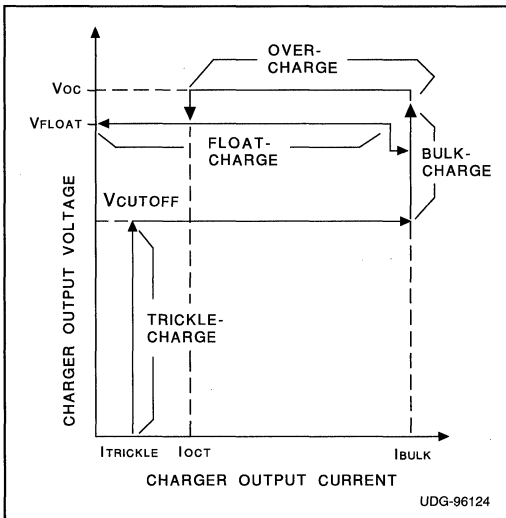 OVER-
CHARGE
VOC
VFLOAT
FLOAT-
CHARGE
BULK-
CHARGE
VCUTOFF
TRICKLE-
CHARGE
CHARGER OUTPUT VOLTAGE
ITRICKLE IOCT IBULK
CHARGER OUTPUT CURRENT
UDG-96124